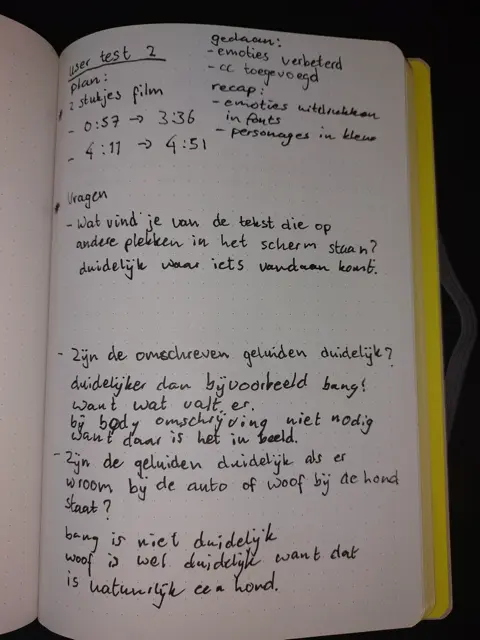 user test 2
plan:
* 2 stukjes film
- 0:57 → 3:36
- 4:11 → 4:51
gedaan:
- emoties verbeterd
- cc toegevoegd
recap:
- emoties uitdrukken
in fonts
- personages in kleur
* Vragen
- Wat vind je van de tekst die op
andere plekken in het scherm staan?
duidelijk waar iets vandaan komt.
- Zijn de omschreven geluiden duidelijk?
duidelijker dan bijvoorbeeld bang!
want wat valt er.
bij body omschrijving niet nodig
want daar is het in beeld.
- Zijn de geluiden duidelijk als er
wroom bij de auto of woof bij de hond
staat?
bang is niet duidelijk
woof is wel duidelijk want dat
is natuurlijk een hond.